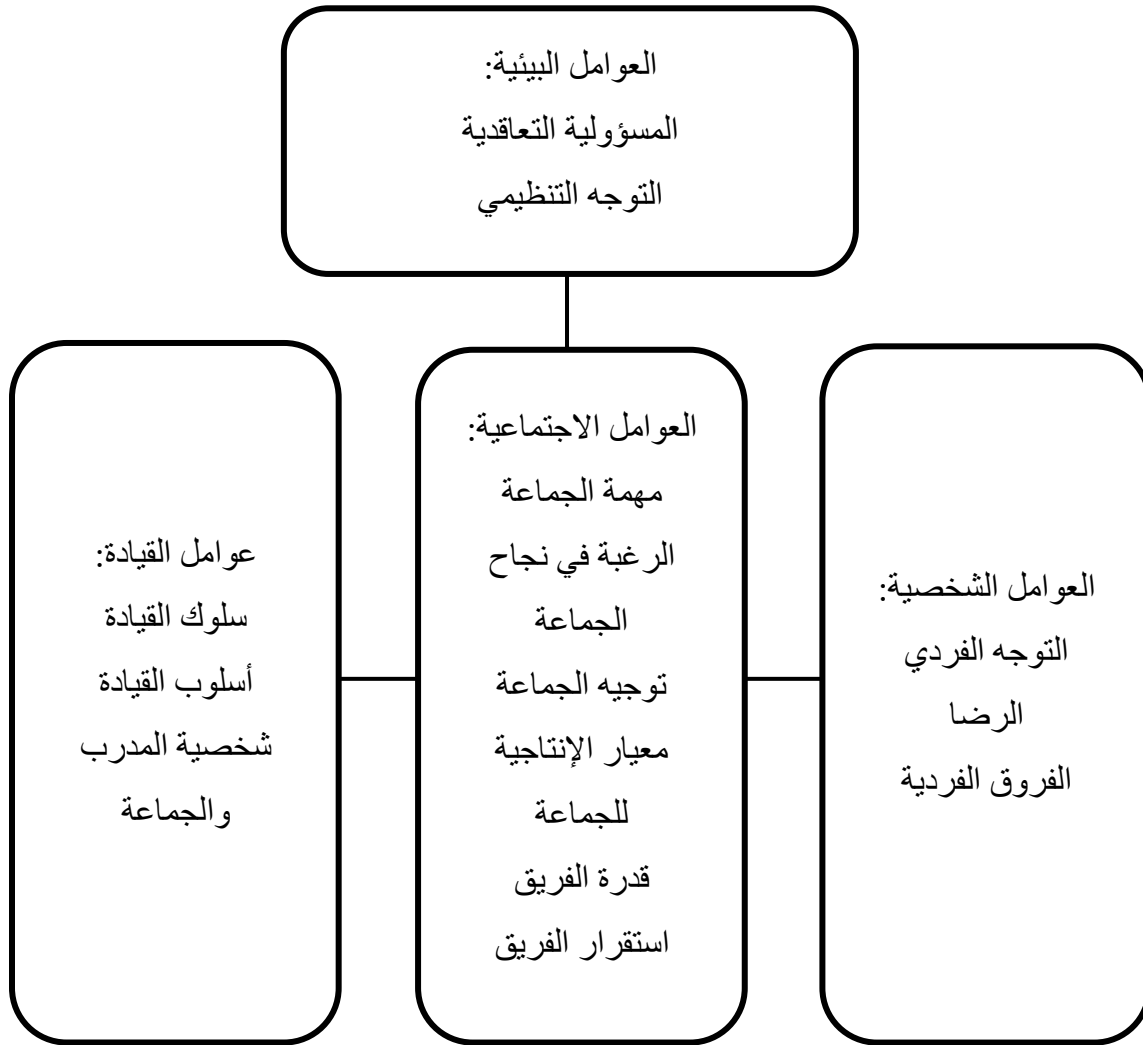 العوامل البيئية:
المسؤولية التعاقدية
التوجه التنظيمي
العوامل الشخصية:
التوجه الفردي
الرضا
الفروق الفردية
العوامل الاجتماعية:
مهمة الجماعة
الرغبة في نجاح
الجماعة
توجيه الجماعة
معيار الإنتاجية
للجماعة
قدرة الفريق
استقرار الفريق
عوامل القيادة:
سلوك القيادة
أسلوب القيادة
شخصية المدرب
والجماعة